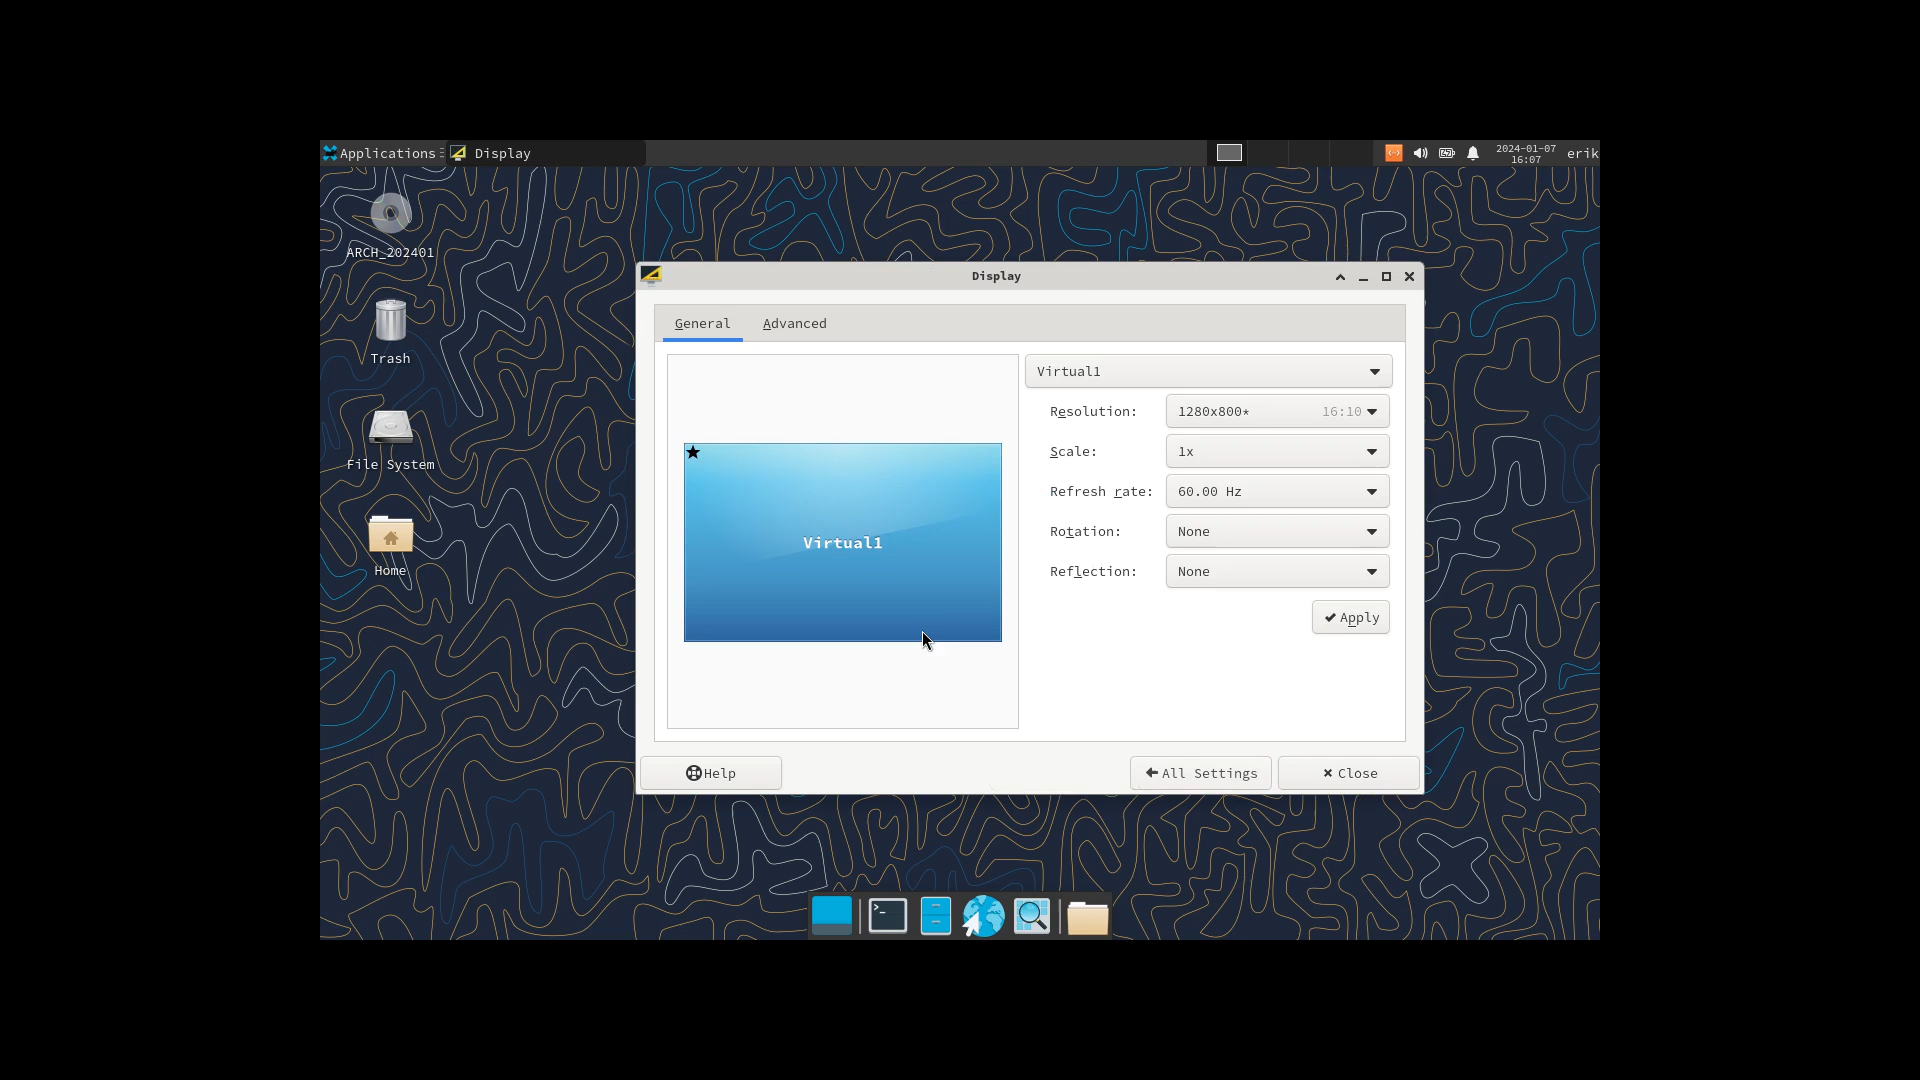 Applications
Display
2024-01-07
16:07
erik
ARCH_202401
Trash
File System
Home
Display
General
Advanced
Virtual1
Virtual1
Resolution:
1280x800*
16:10
Scale:
1x
Refresh rate:
60.00 Hz
Rotation:
None
Reflection:
None
Apply
Help
All Settings
Close